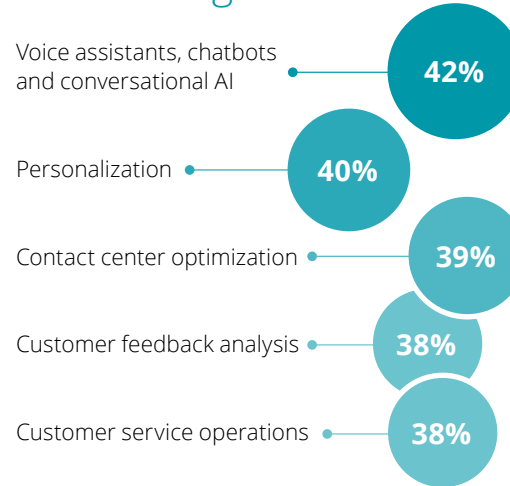 Voice assistants, chatbots
and conversational AI
42%
Personalization
40%
Contact center optimization
39%
Customer feedback analysis
38%
Customer service operations
38%